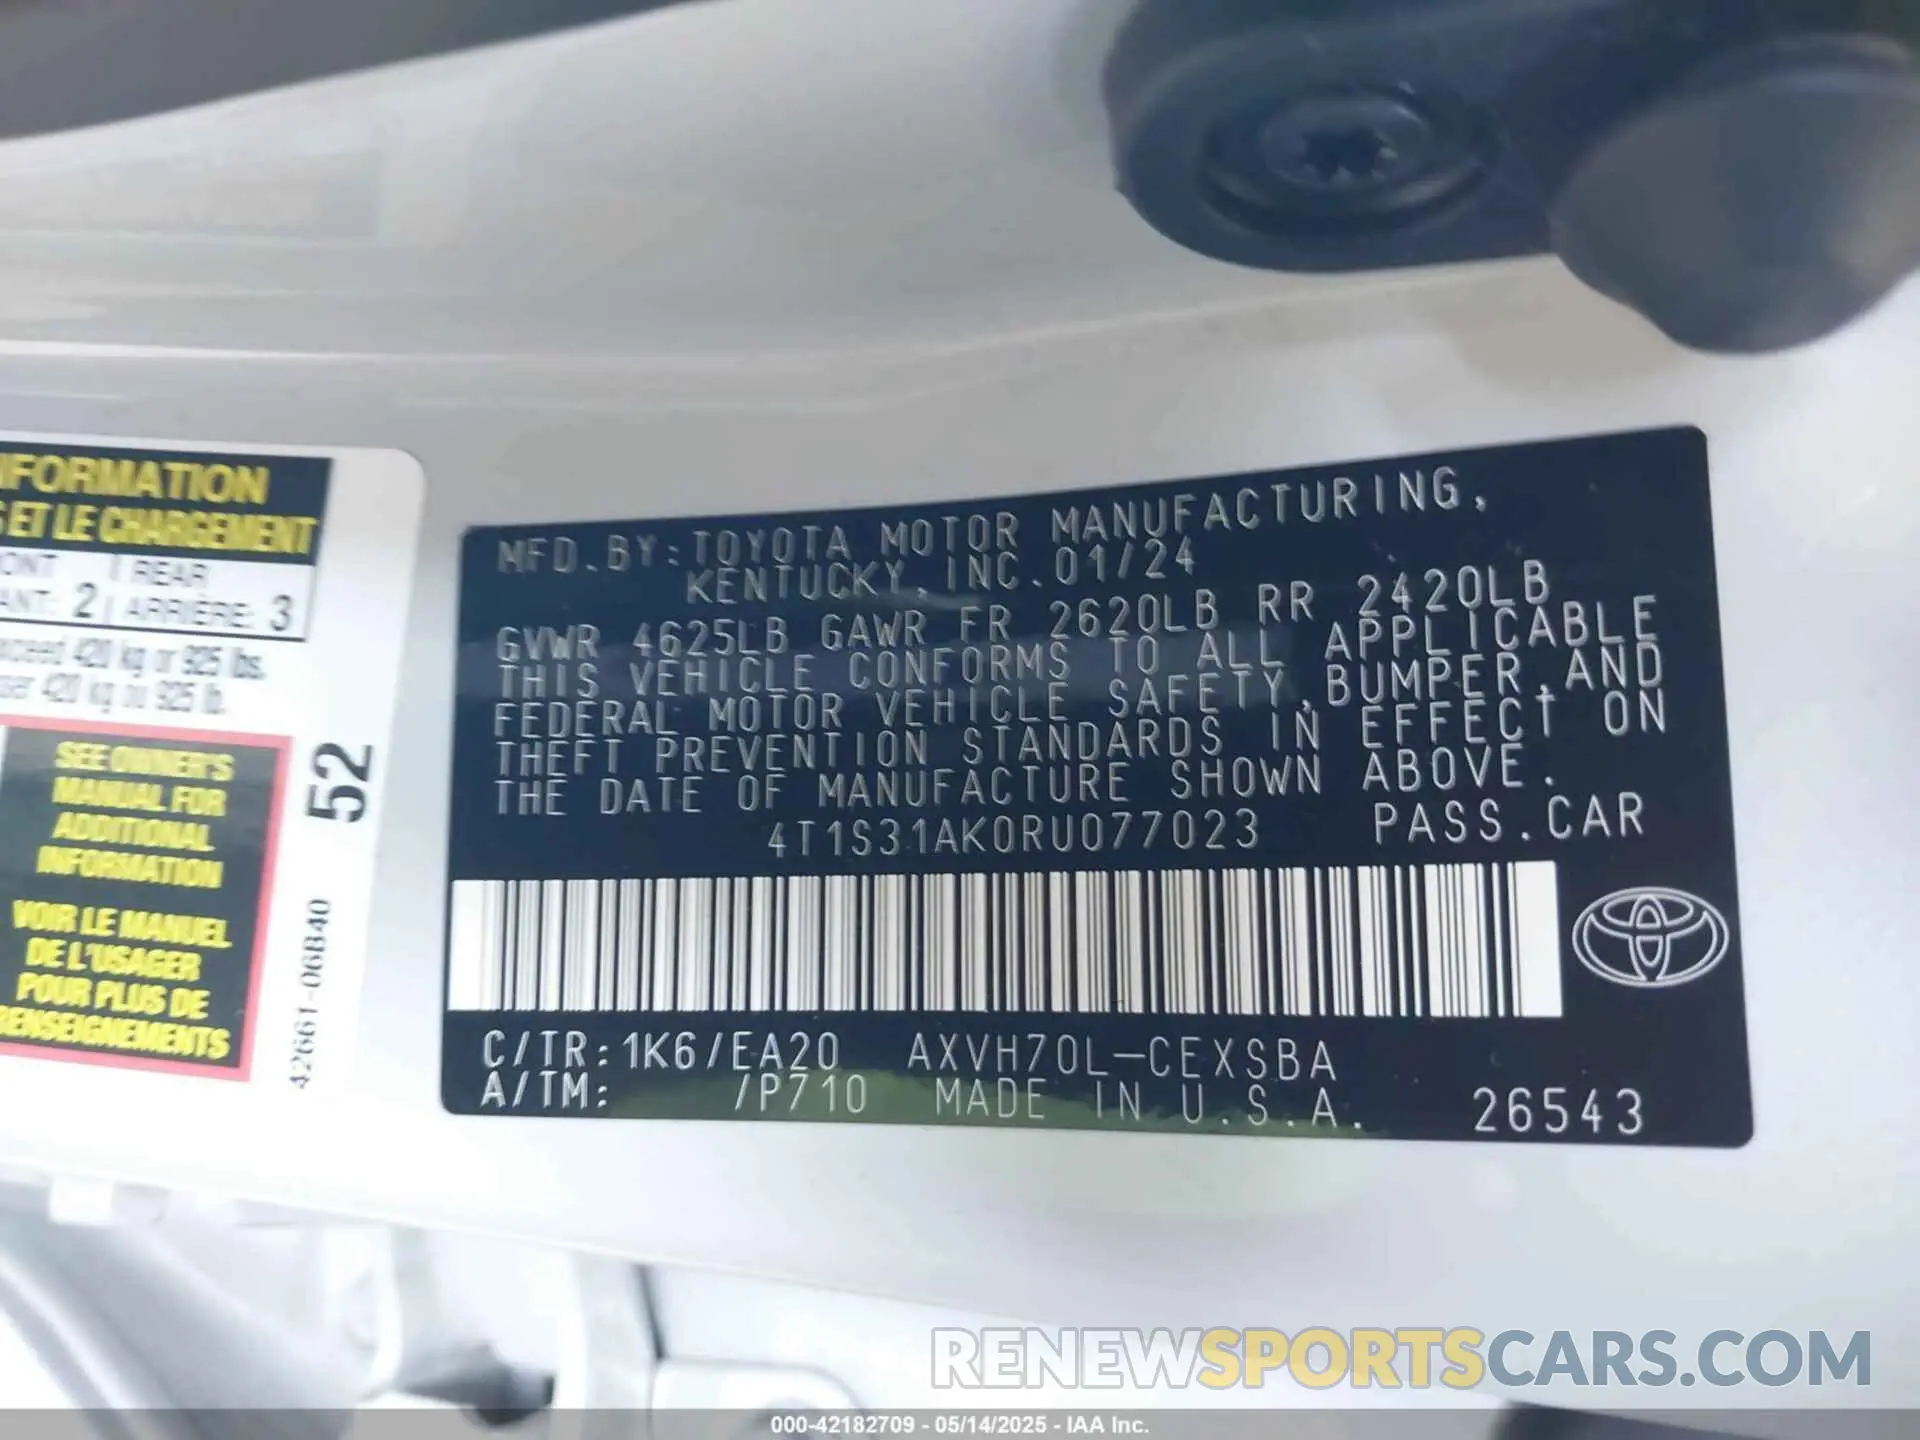 NFORMATION
ET LE CHARGEMENT
ONT | REAR
ANT: 2 | ARRIÈRE: 3
xceed 420 kg or 925 lbs.
ser 420 kg ou 925 lb.
SEE OWNER'S
MANUAL FOR
ADDITIONAL
INFORMATION
VOIR LE MANUEL
DE L'USAGER
POUR PLUS DE
RENSEIGNEMENTS
52
42661-06B40
MFD. BY: TOYOTA MOTOR MANUFACTURING,
KENTUCKY, INC. 01/24
GVWR 4625LB GAWR FR 2620LB RR 2420LB
THIS VEHICLE CONFORMS TO ALL APPLICABLE
FEDERAL MOTOR VEHICLE SAFETY, BUMPER, AND
THEFT PREVENTION STANDARDS IN EFFECT ON
THE DATE OF MANUFACTURE SHOWN ABOVE.
4T1S31AK0RU077023 PASS.CAR
C/TR: 1K6/EA20 AXVH70L-CEXSBA
A/TM: /P710 MADE IN U.S.A. 26543
RENEWSPORTSCARS.COM
000-42182709 - 05/14/2025 - IAA Inc.